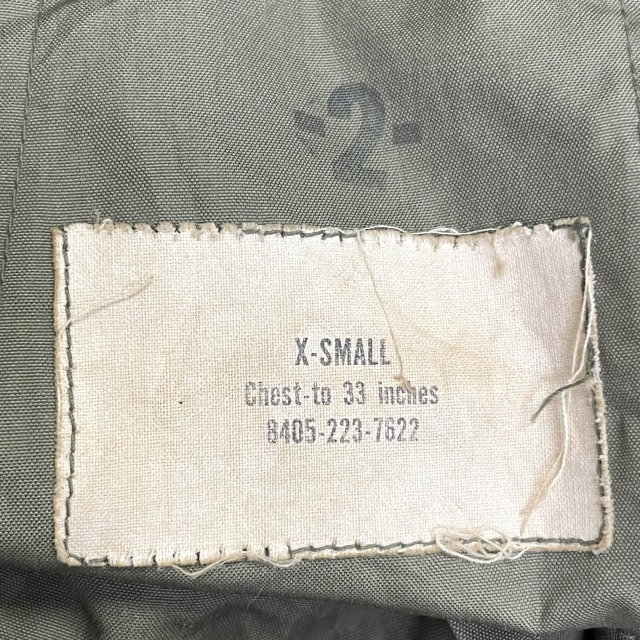 -2-
X-SMALL
Chest-to 33 inches
8405-223-7622